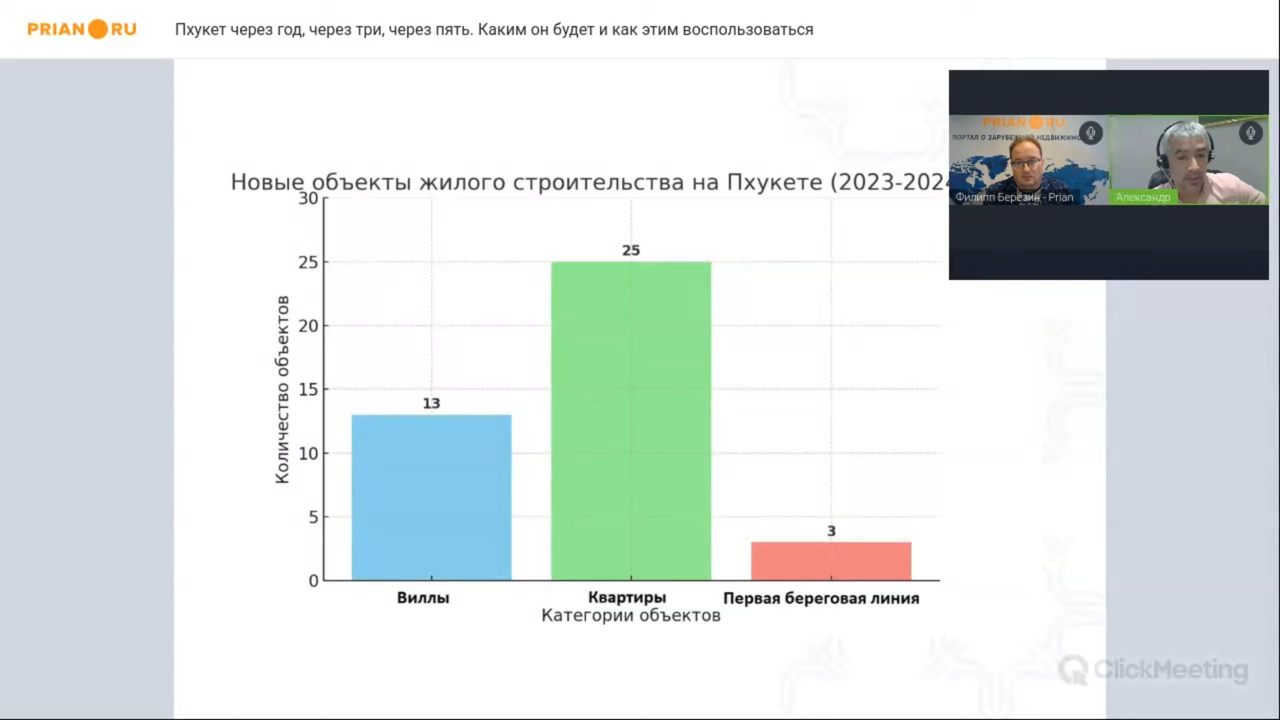 PRIAN RU
Пхукет через год, через три, через пять. Каким он будет и как этим воспользоваться
PRIAN RU
ПОРТАЛ О ЗАРУБЕЖНОЙ НЕДВИЖИМО
Филипп Березин - Prian
Александр
Новые объекты жилого строительства на Пхукете (2023-2024
Количество объектов
30
25
20
15
10
5
0
13
25
3
Виллы
Квартиры
Первая береговая линия
Категории объектов
ClickMeeting